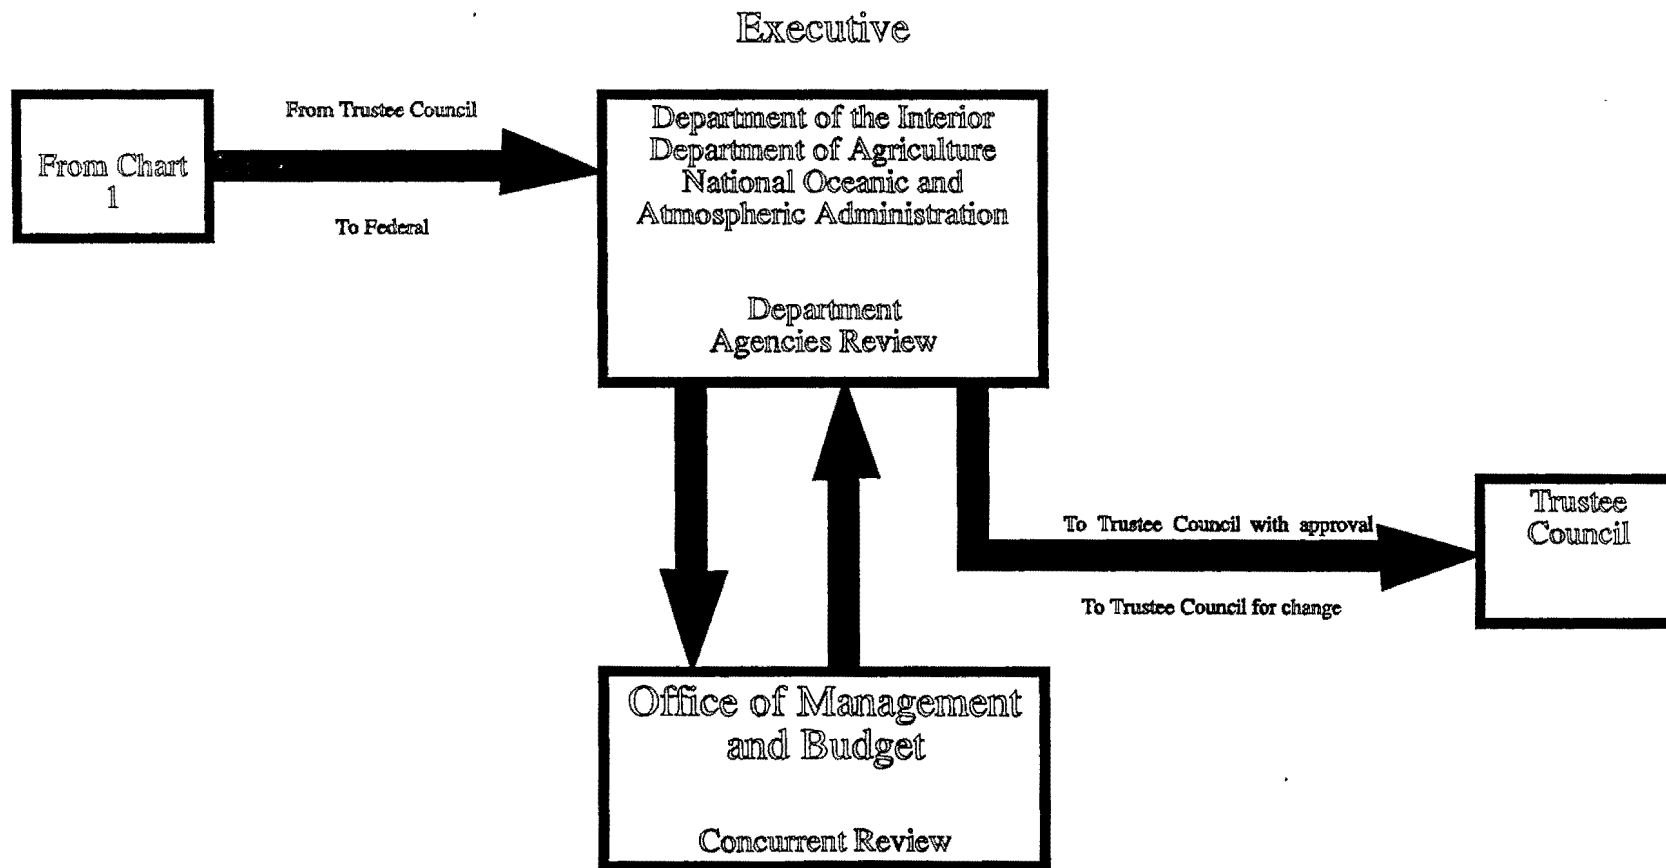 Executive
From Chart
1
From Trustee Council
To Federal
Department of the Interior
Department of Agriculture
National Oceanic and
Atmospheric Administration
Department
Agencies Review
To Trustee Council with approval
To Trustee Council for change
Trustee
Council
Office of Management
and Budget
Concurrent Review